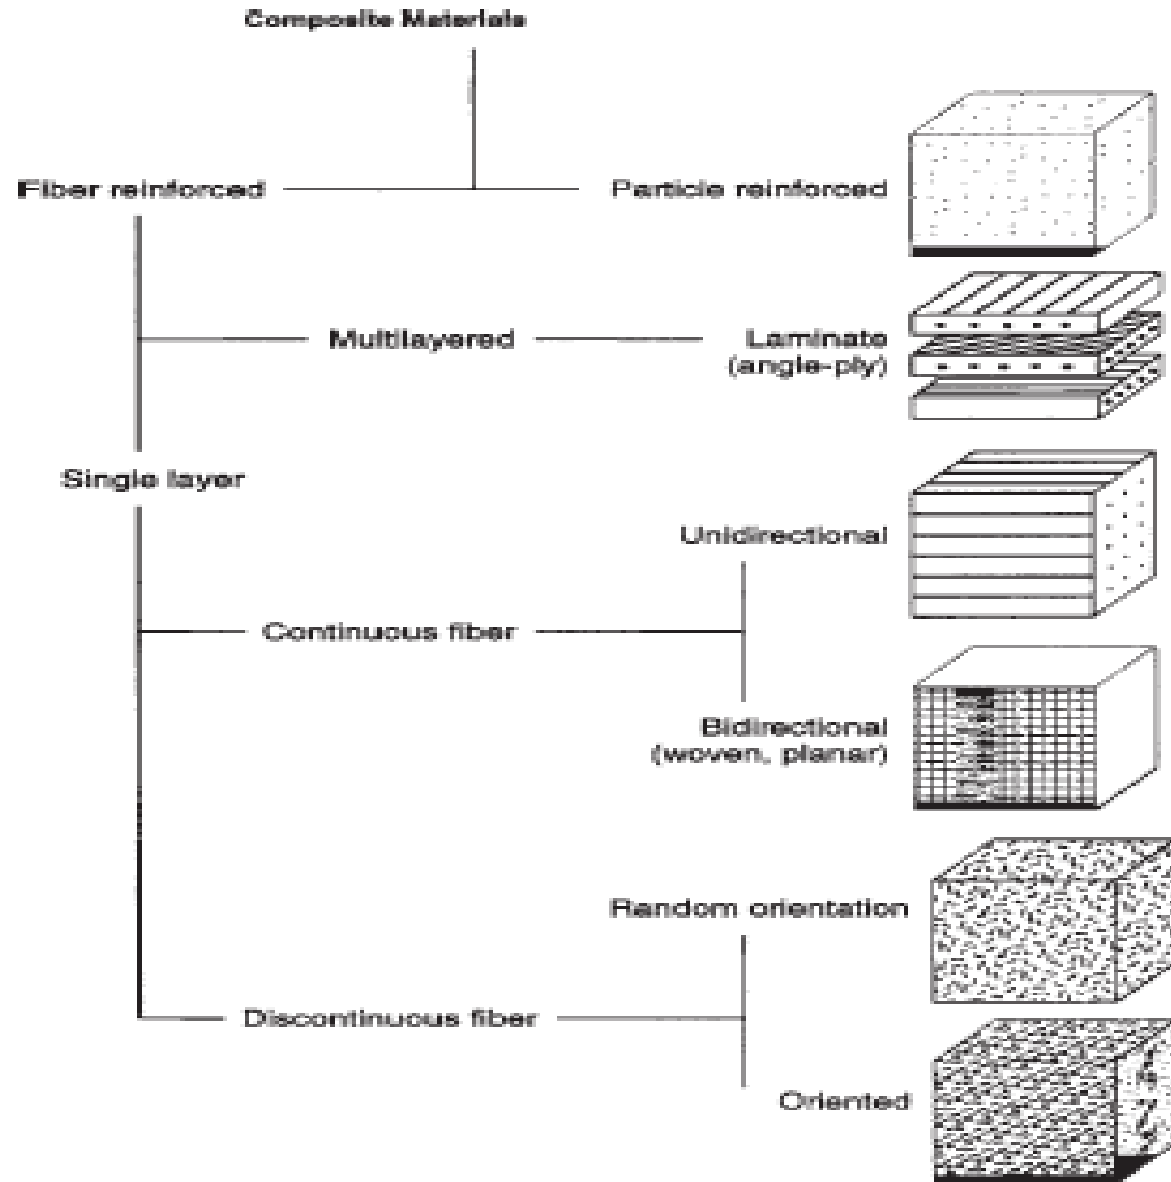 Composite Materials
Fiber reinforced
Particle reinforced
Multilayered
Laminate
(angle-ply)
Single layer
Unidirectional
Continuous fiber
Bidirectional
(woven, planar)
Random orientation
Discontinuous fiber
Oriented